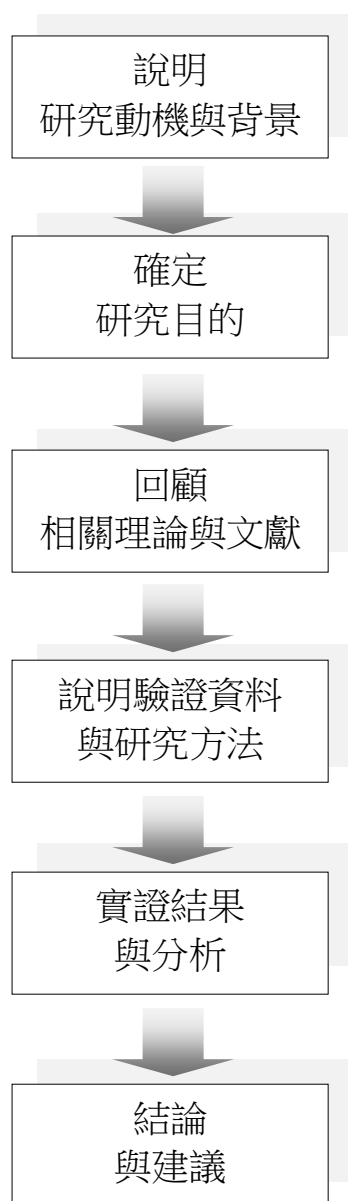 說明
研究動機與背景
確定
研究目的
回顧
相關理論與文獻
說明驗證資料
與研究方法
實證結果
與分析
結論
與建議